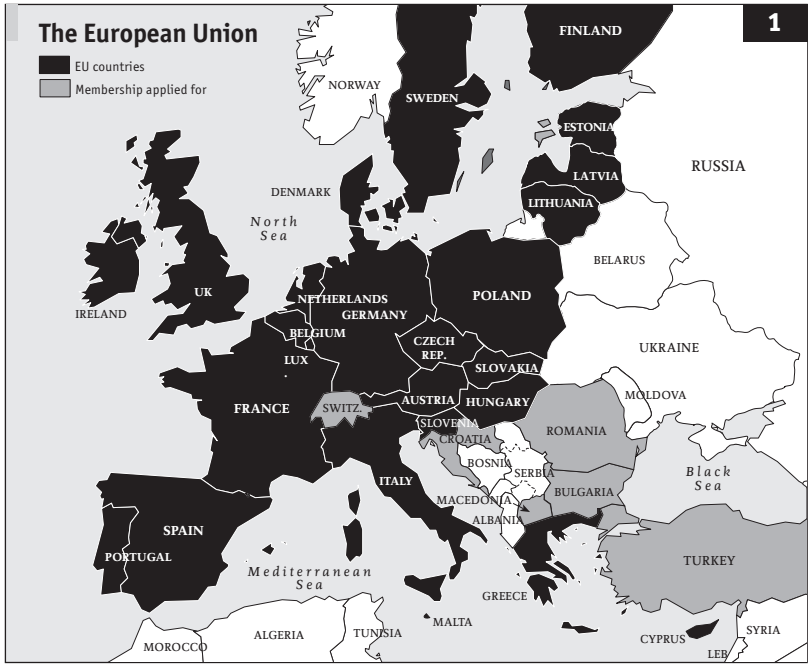 The European Union
1
EU countries
Membership applied for
FINLAND
NORWAY
SWEDEN
ESTONIA
RUSSIA
LATVIA
DENMARK
LITHUANIA
North
Sea
BELARUS
UK
NETHERLANDS
POLAND
IRELAND
GERMANY
BELGIUM
CZECH
REP.
UKRAINE
LUX
SLOVAKIA
MOLDOVA
AUSTRIA
HUNGARY
FRANCE
SWITZ.
SLOVENIA
ROMANIA
CROATIA
BOSNIA
SERBIA
Black
Sea
ITALY
BULGARIA
MACEDONIA
ALBANIA
SPAIN
PORTUGAL
TURKEY
Mediterranean
Sea
GREECE
MALTA
ALGERIA
TUNISIA
CYPRUS
SYRIA
MOROCCO
LEB